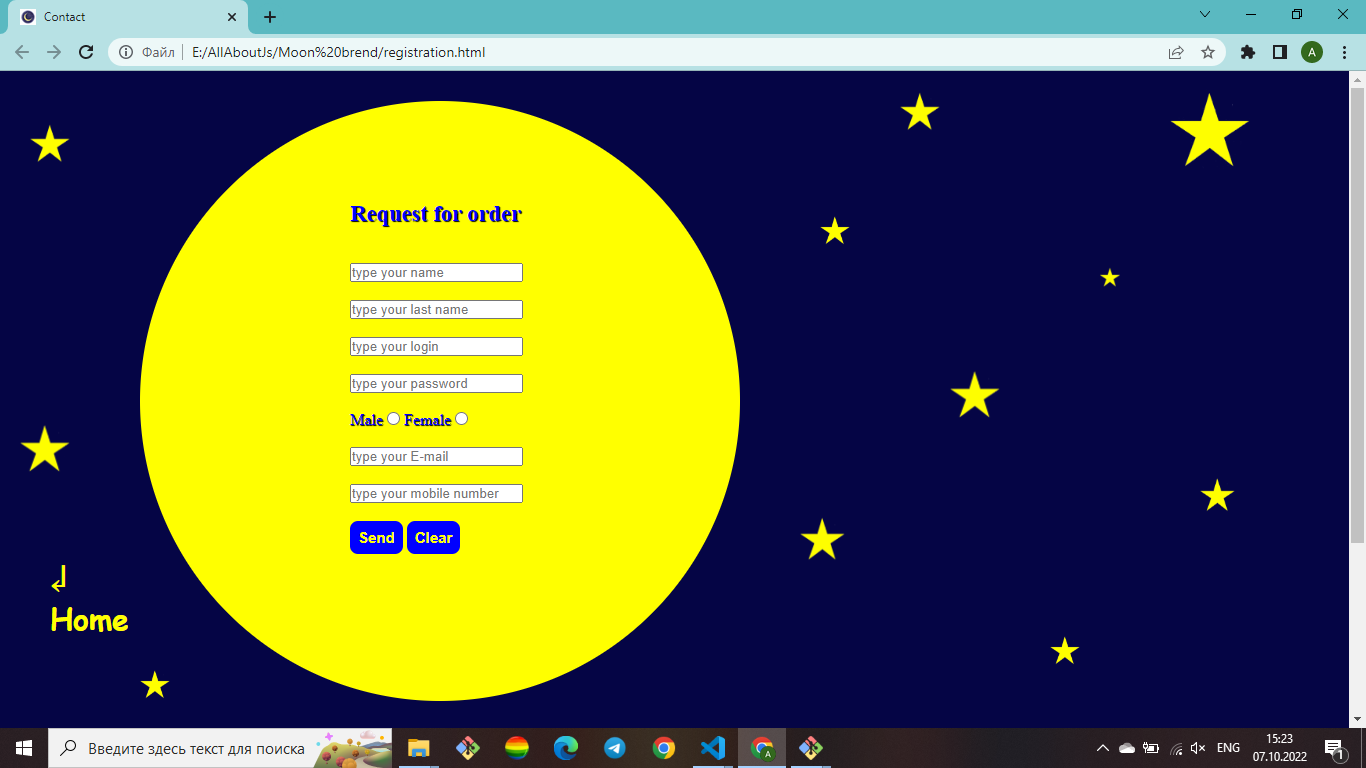 Contact
Файл
E:/AllAboutJs/Moon%20brend/registration.html
A
Request for order
type your name
type your last name
type your login
type your password
Male Female
type your E-mail
type your mobile number
Send Clear
Home
Введите здесь текст для поиска
A
ENG
15:23
07.10.2022
1